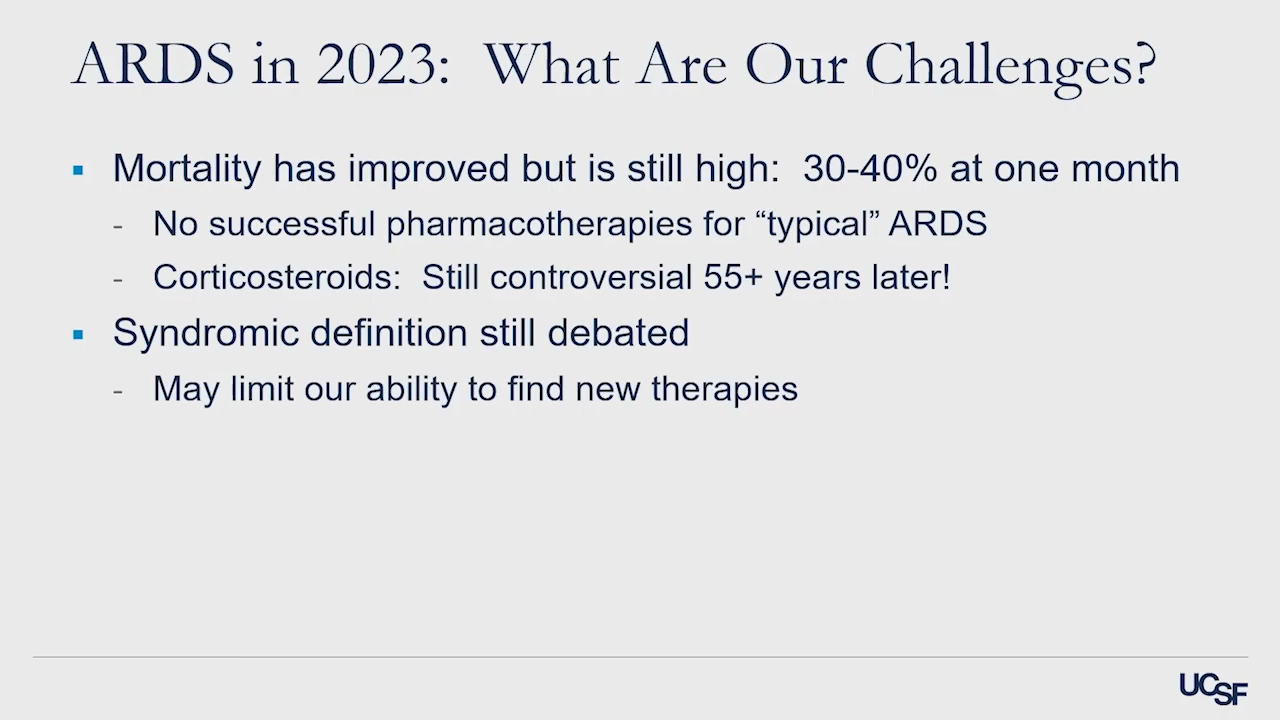 ARDS in 2023: What Are Our Challenges?
▪ Mortality has improved but is still high: 30-40% at one month
- No successful pharmacotherapies for “typical” ARDS
- Corticosteroids: Still controversial 55+ years later!
▪ Syndromic definition still debated
- May limit our ability to find new therapies
UCSF